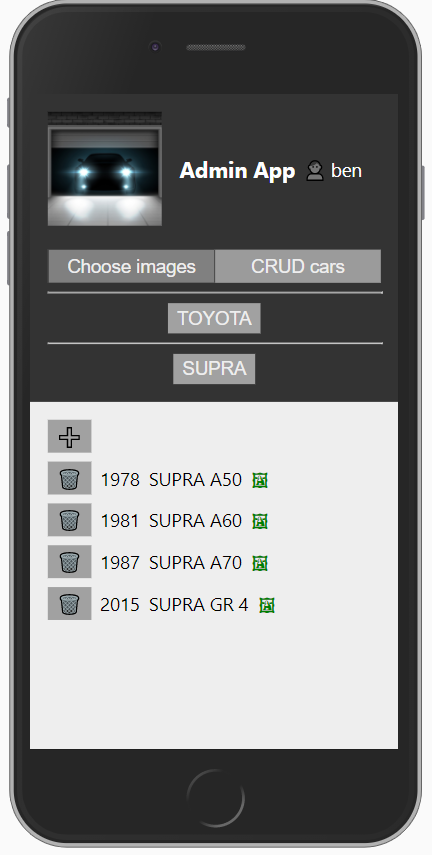 Admin App ben
Choose images CRUD cars
TOYOTA
SUPRA
1978 SUPRA A50
1981 SUPRA A60
1987 SUPRA A70
2015 SUPRA GR 4